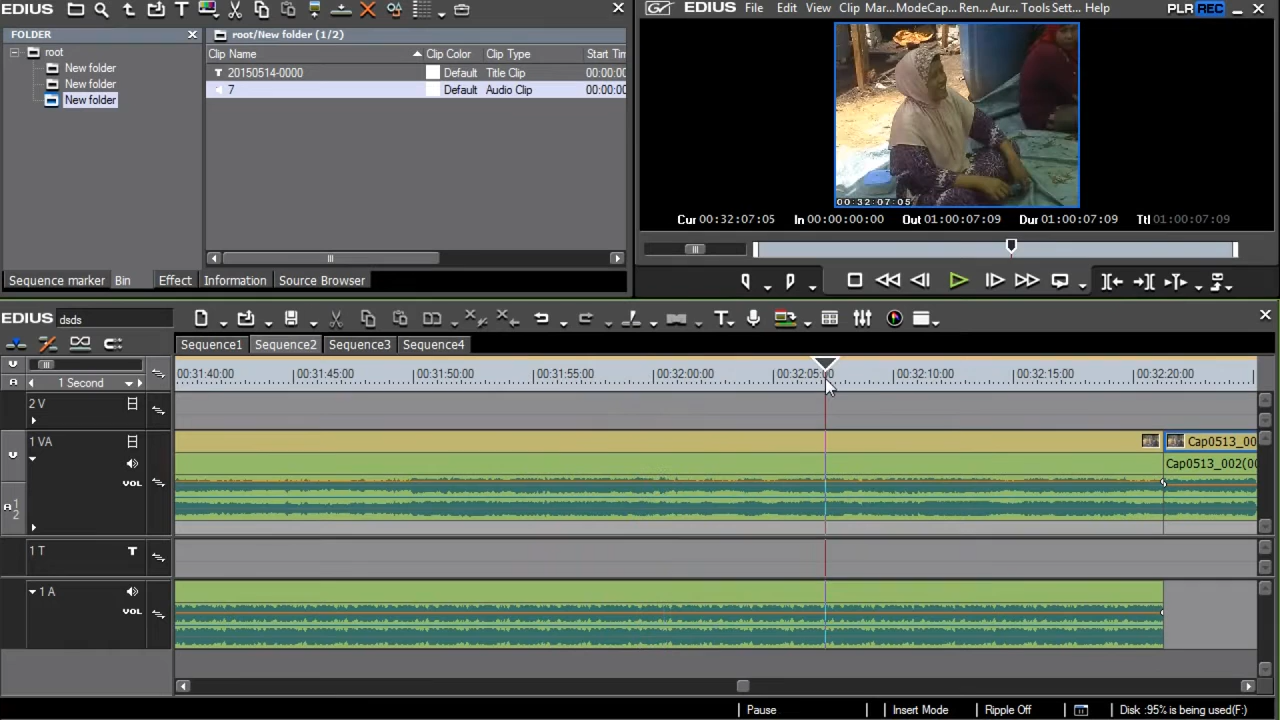 EDIUS
FOLDER
root
New folder
New folder
New folder
root/New folder (1/2)
Clip Name Clip Color Clip Type Start Tim
T 20150514-0000 Default Title Clip 00:00:00
7 Default Audio Clip 00:00:00
Sequence marker Bin Effect Information Source Browser
EDIUS File Edit View Clip Mar... ModeCap... Ren... Aur... Tools Sett... Help PLR REC
00:32:07:05
Cur 00:32:07:05 In 00:00:00:00 Out 01:00:07:09 Dur 01:00:07:09 Ttl 01:00:07:09
EDIUS dsds
Sequence1 Sequence2 Sequence3 Sequence4
1 Second
00:31:40:00 00:31:45:00 00:31:50:00 00:31:55:00 00:32:00:00 00:32:05:00 00:32:10:00 00:32:15:00 00:32:20:00
2 V
1 VA
Cap0513_00
Cap0513_002(00
VOL
A 1 2
1 T T
1 A
VOL
Pause Insert Mode Ripple Off Disk :95% is being used(F:)